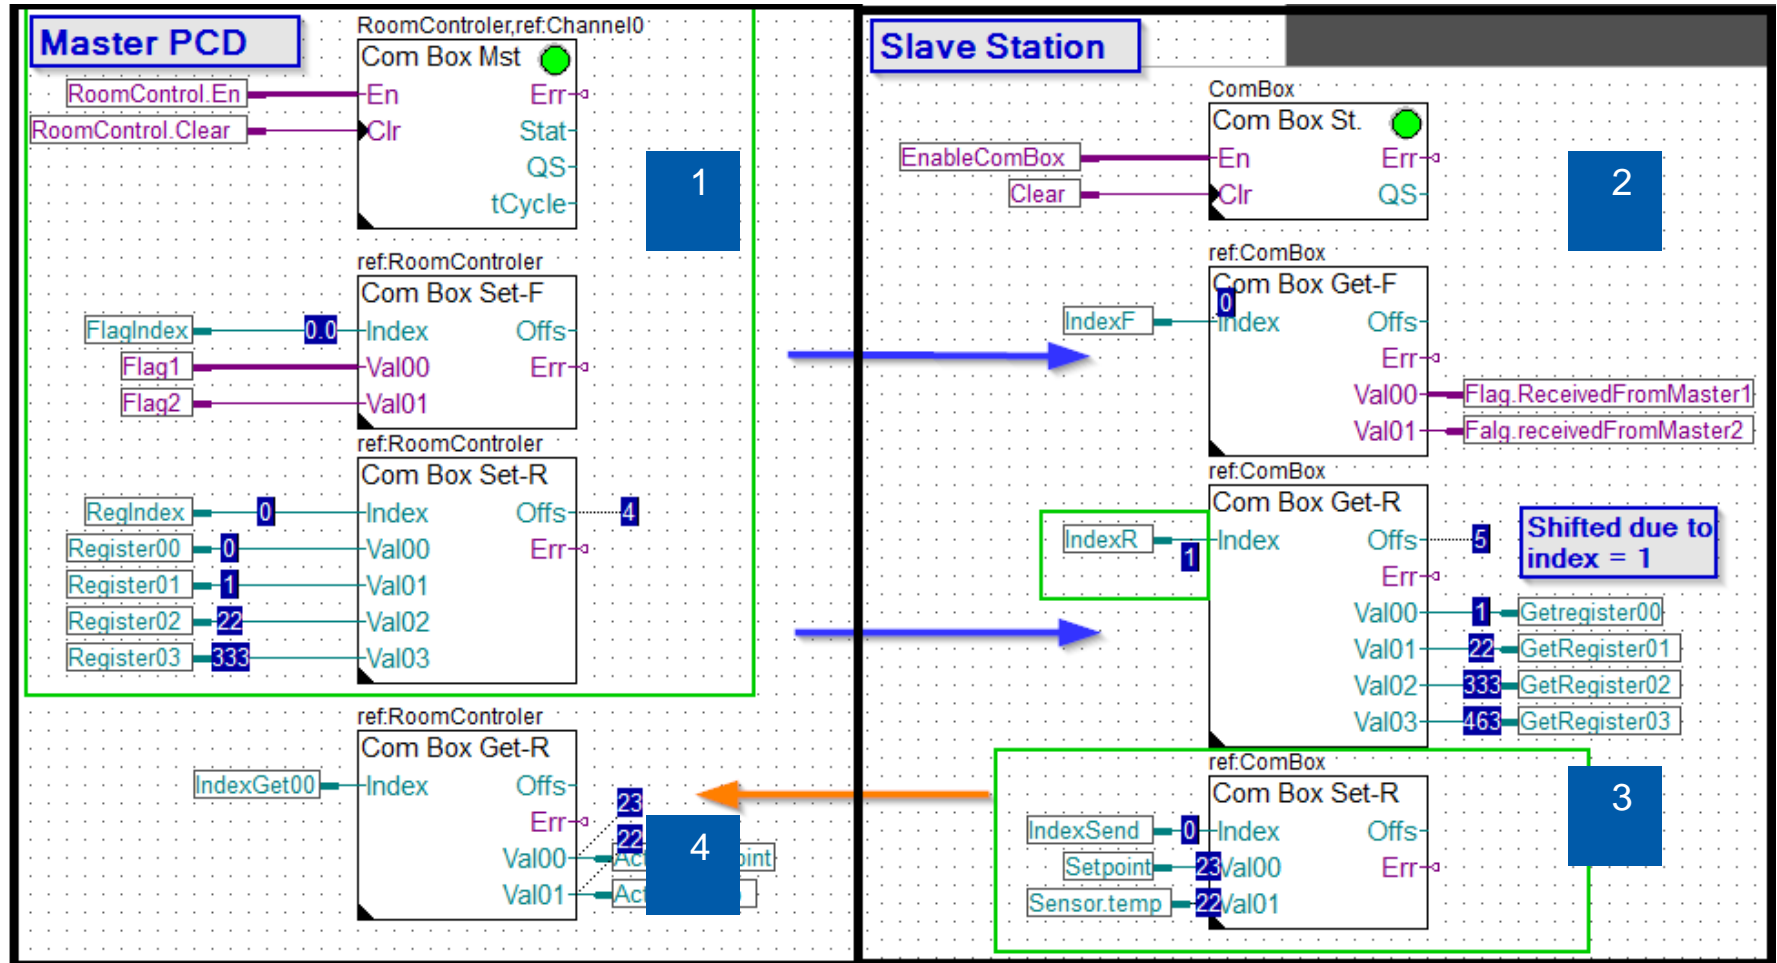 Master PCD
RoomControler,ref:Channel0
Com Box Mst
RoomControl.En
En
Err
RoomControl.Clear
Clr
Stat
QS
tCycle
1
ref:RoomControler
Com Box Set-F
FlagIndex
0.0
Index
Offs
Flag1
Val00
Err
Flag2
Val01
ref:RoomControler
Com Box Set-R
RegIndex
0
Index
Offs
4
Register00
0
Val00
Err
Register01
1
Val01
Register02
22
Val02
Register03
333
Val03
ref:RoomControler
Com Box Get-R
IndexGet00
Index
Offs
23
Err
22
Val00
Val01
4
Slave Station
ComBox
Com Box St.
EnableComBox
En
Err
Clear
Clr
QS
2
ref:ComBox
Com Box Get-F
0
IndexF
Index
Offs
Err
Val00
Flag.ReceivedFromMaster1
Val01
Falg.receivedFromMaster2
ref:ComBox
Com Box Get-R
IndexR
1
Index
Offs
5
Shifted due to
index = 1
Err
Val00
1
Getregister00
Val01
22
GetRegister01
Val02
333
GetRegister02
Val03
463
GetRegister03
ref:ComBox
Com Box Set-R
3
IndexSend
0
Index
Offs
Setpoint
23
Val00
Err
Sensor.temp
22
Val01